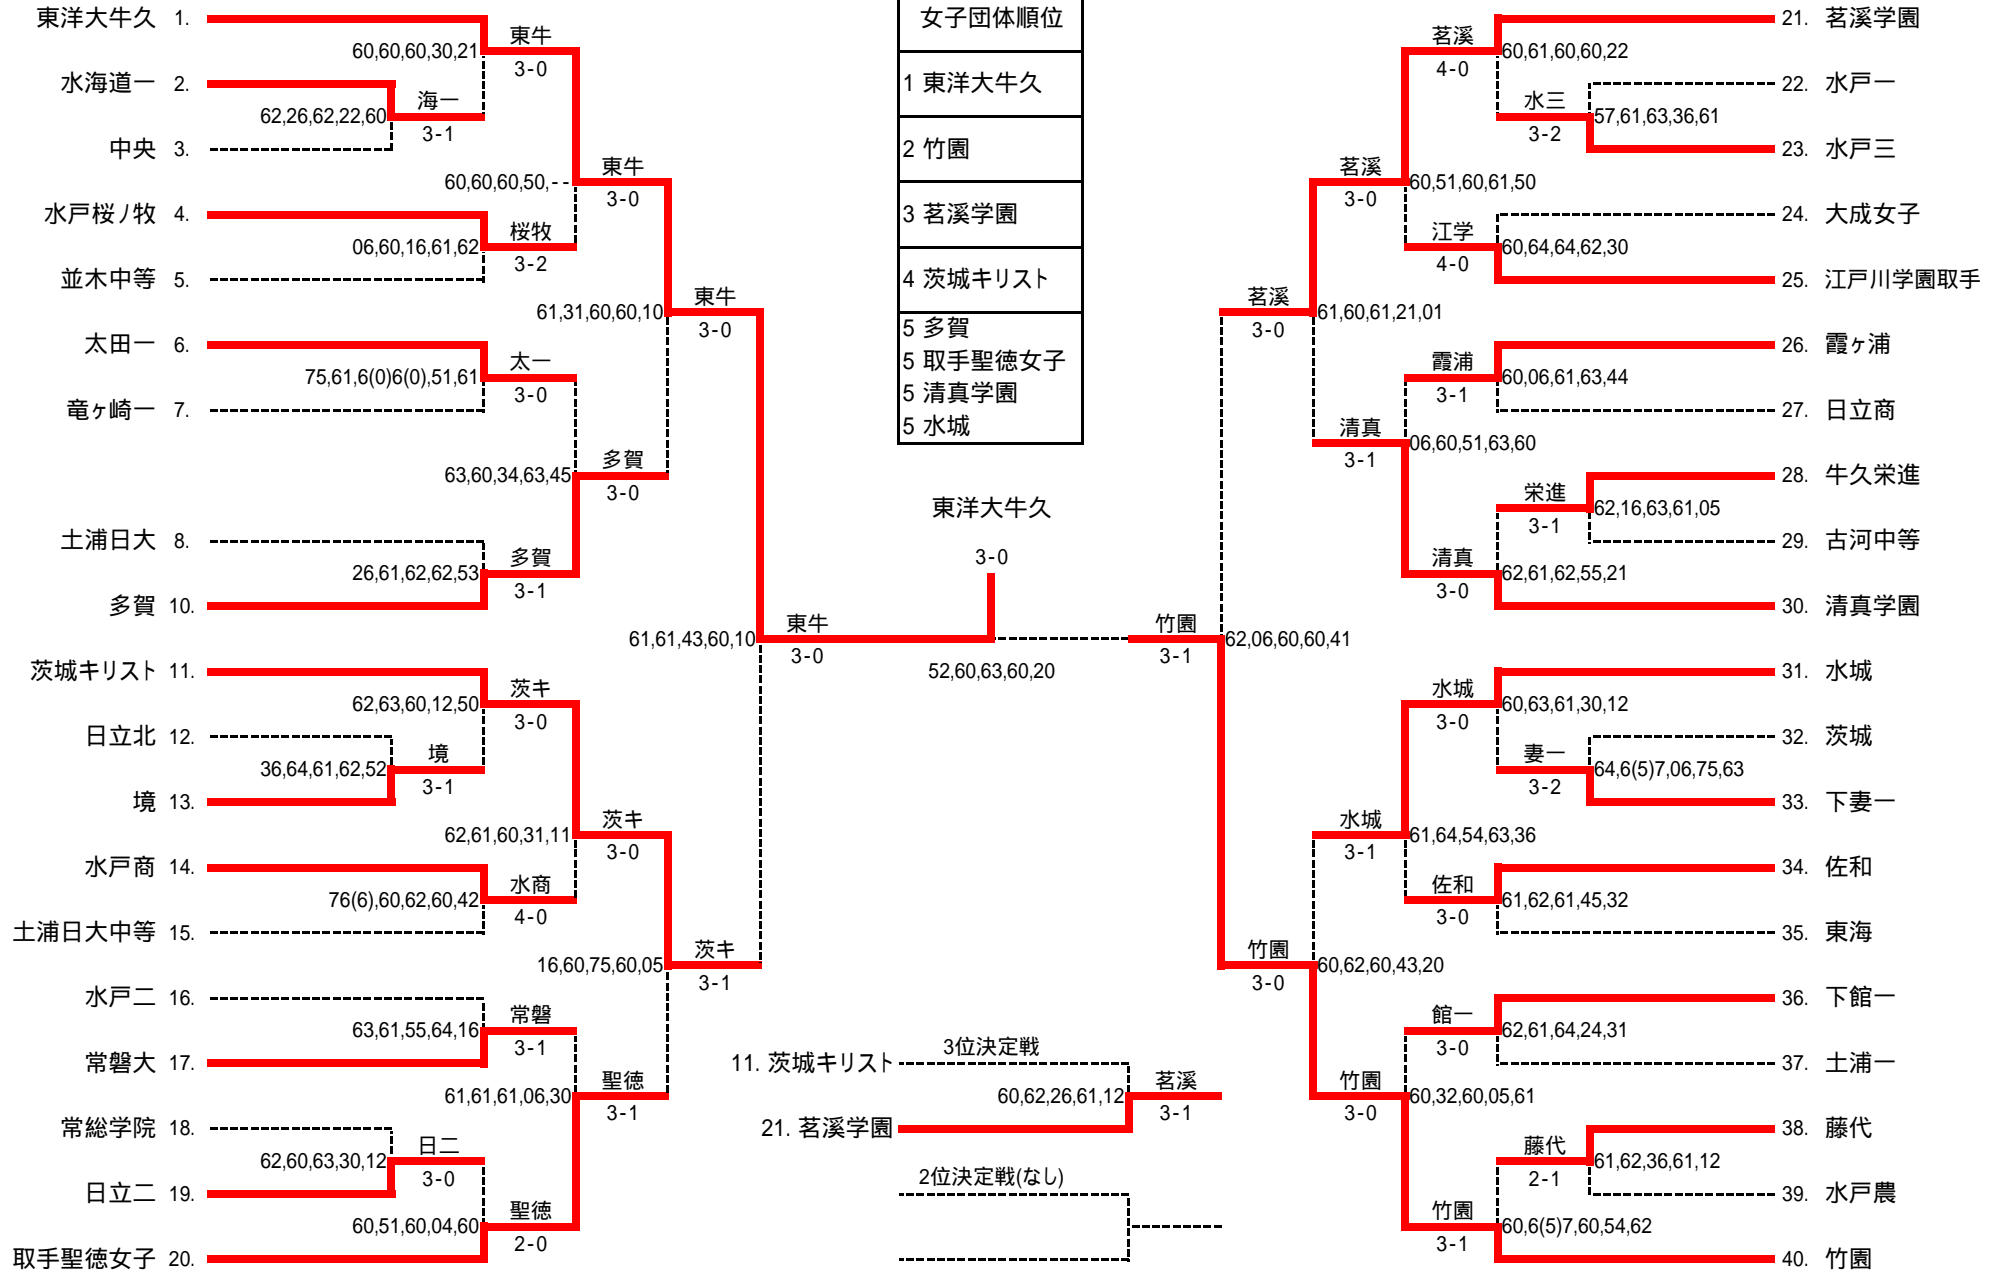 東洋大牛久 1.
60,60,60,30,21
東牛
3-0
水海道一 2.
62,26,62,22,60
海一
3-1
中央 3.
60,60,60,50,--
東牛
3-0
水戸桜ノ牧 4.
06,60,16,61,62
桜牧
3-2
並木中等 5.
61,31,60,60,10
東牛
3-0
太田一 6.
75,61,6(0)6(0),51,61
太一
3-0
竜ヶ崎一 7.
63,60,34,63,45
多賀
3-0
土浦日大 8.
26,61,62,62,53
多賀
3-1
多賀 10.
61,61,43,60,10
東牛
3-0
茨城キリスト 11.
62,63,60,12,50
茨キ
3-0
日立北 12.
36,64,61,62,52
境
3-1
境 13.
62,61,60,31,11
茨キ
3-0
水戸商 14.
76(6),60,62,60,42
水商
4-0
土浦日大中等 15.
16,60,75,60,05
茨キ
3-1
水戸二 16.
63,61,55,64,16
常磐
3-1
常磐大 17.
61,61,61,06,30
聖徳
3-1
常総学院 18.
62,60,63,30,12
日二
3-0
日立二 19.
60,51,60,04,60
聖徳
2-0
取手聖徳女子 20.
女子団体順位
1 東洋大牛久
2 竹園
3 茗溪学園
4 茨城キリスト
5 多賀
5 取手聖徳女子
5 清真学園
5 水城
東洋大牛久
3-0
52,60,63,60,20
3位決定戦
11. 茨城キリスト
60,62,26,61,12
茗溪
3-1
21. 茗溪学園
2位決定戦(なし)
21. 茗溪学園
茗溪
4-0
60,61,60,60,22
22. 水戸一
水三
3-2
57,61,63,36,61
23. 水戸三
茗溪
3-0
60,51,60,61,50
24. 大成女子
江学
4-0
60,64,64,62,30
25. 江戸川学園取手
茗溪
3-0
61,60,61,21,01
26. 霞ヶ浦
霞浦
3-1
60,06,61,63,44
27. 日立商
清真
3-1
06,60,51,63,60
28. 牛久栄進
栄進
3-1
62,16,63,61,05
29. 古河中等
清真
3-0
62,61,62,55,21
30. 清真学園
竹園
3-1
62,06,60,60,41
31. 水城
水城
3-0
60,63,61,30,12
32. 茨城
妻一
3-2
64,6(5)7,06,75,63
33. 下妻一
水城
3-1
61,64,54,63,36
34. 佐和
佐和
3-0
61,62,61,45,32
35. 東海
竹園
3-0
60,62,60,43,20
36. 下館一
館一
3-0
62,61,64,24,31
37. 土浦一
竹園
3-0
60,32,60,05,61
38. 藤代
藤代
2-1
61,62,36,61,12
39. 水戸農
竹園
3-1
60,6(5)7,60,54,62
40. 竹園